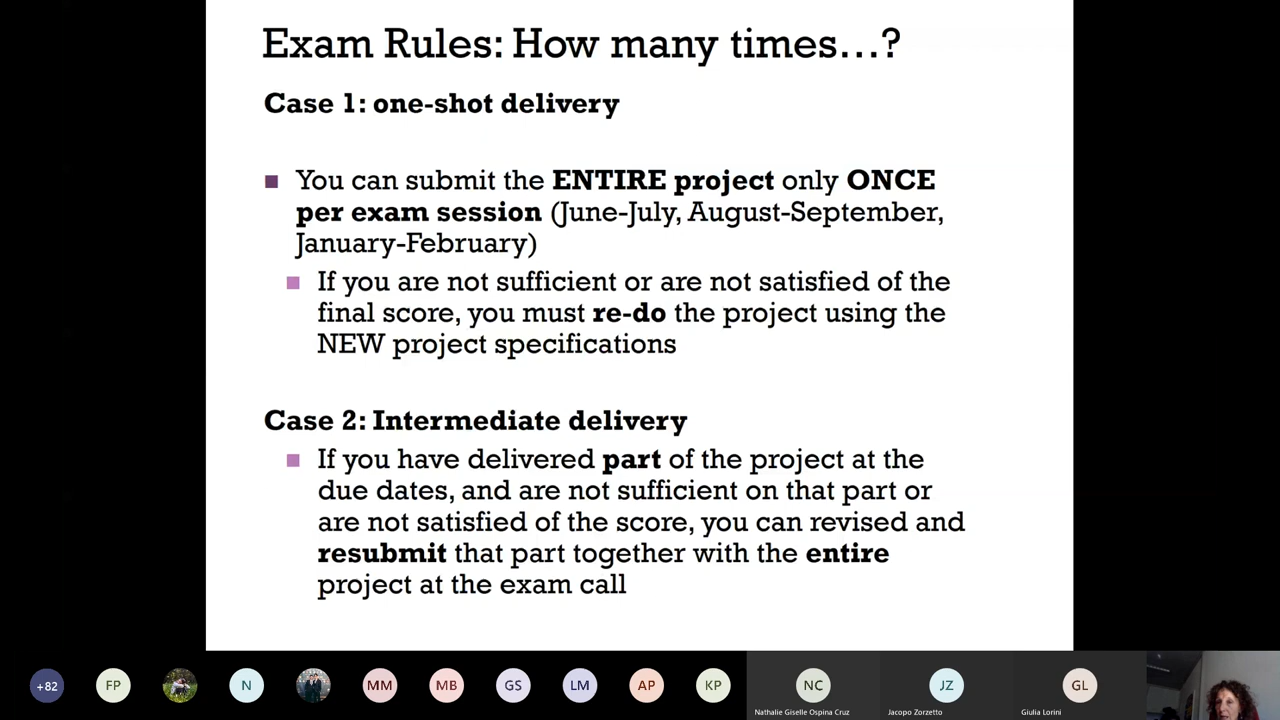 Exam Rules: How many times…?
Case 1: one-shot delivery
You can submit the ENTIRE project only ONCE
per exam session (June-July, August-September,
January-February)
If you are not sufficient or are not satisfied of the
final score, you must re-do the project using the
NEW project specifications
Case 2: Intermediate delivery
If you have delivered part of the project at the
due dates, and are not sufficient on that part or
are not satisfied of the score, you can revised and
resubmit that part together with the entire
project at the exam call
+82 FP N MM MB GS LM AP KP NC JZ GL
Nathalie Giselle Ospina Cruz Jacopo Zorzetto Giulia Lorini